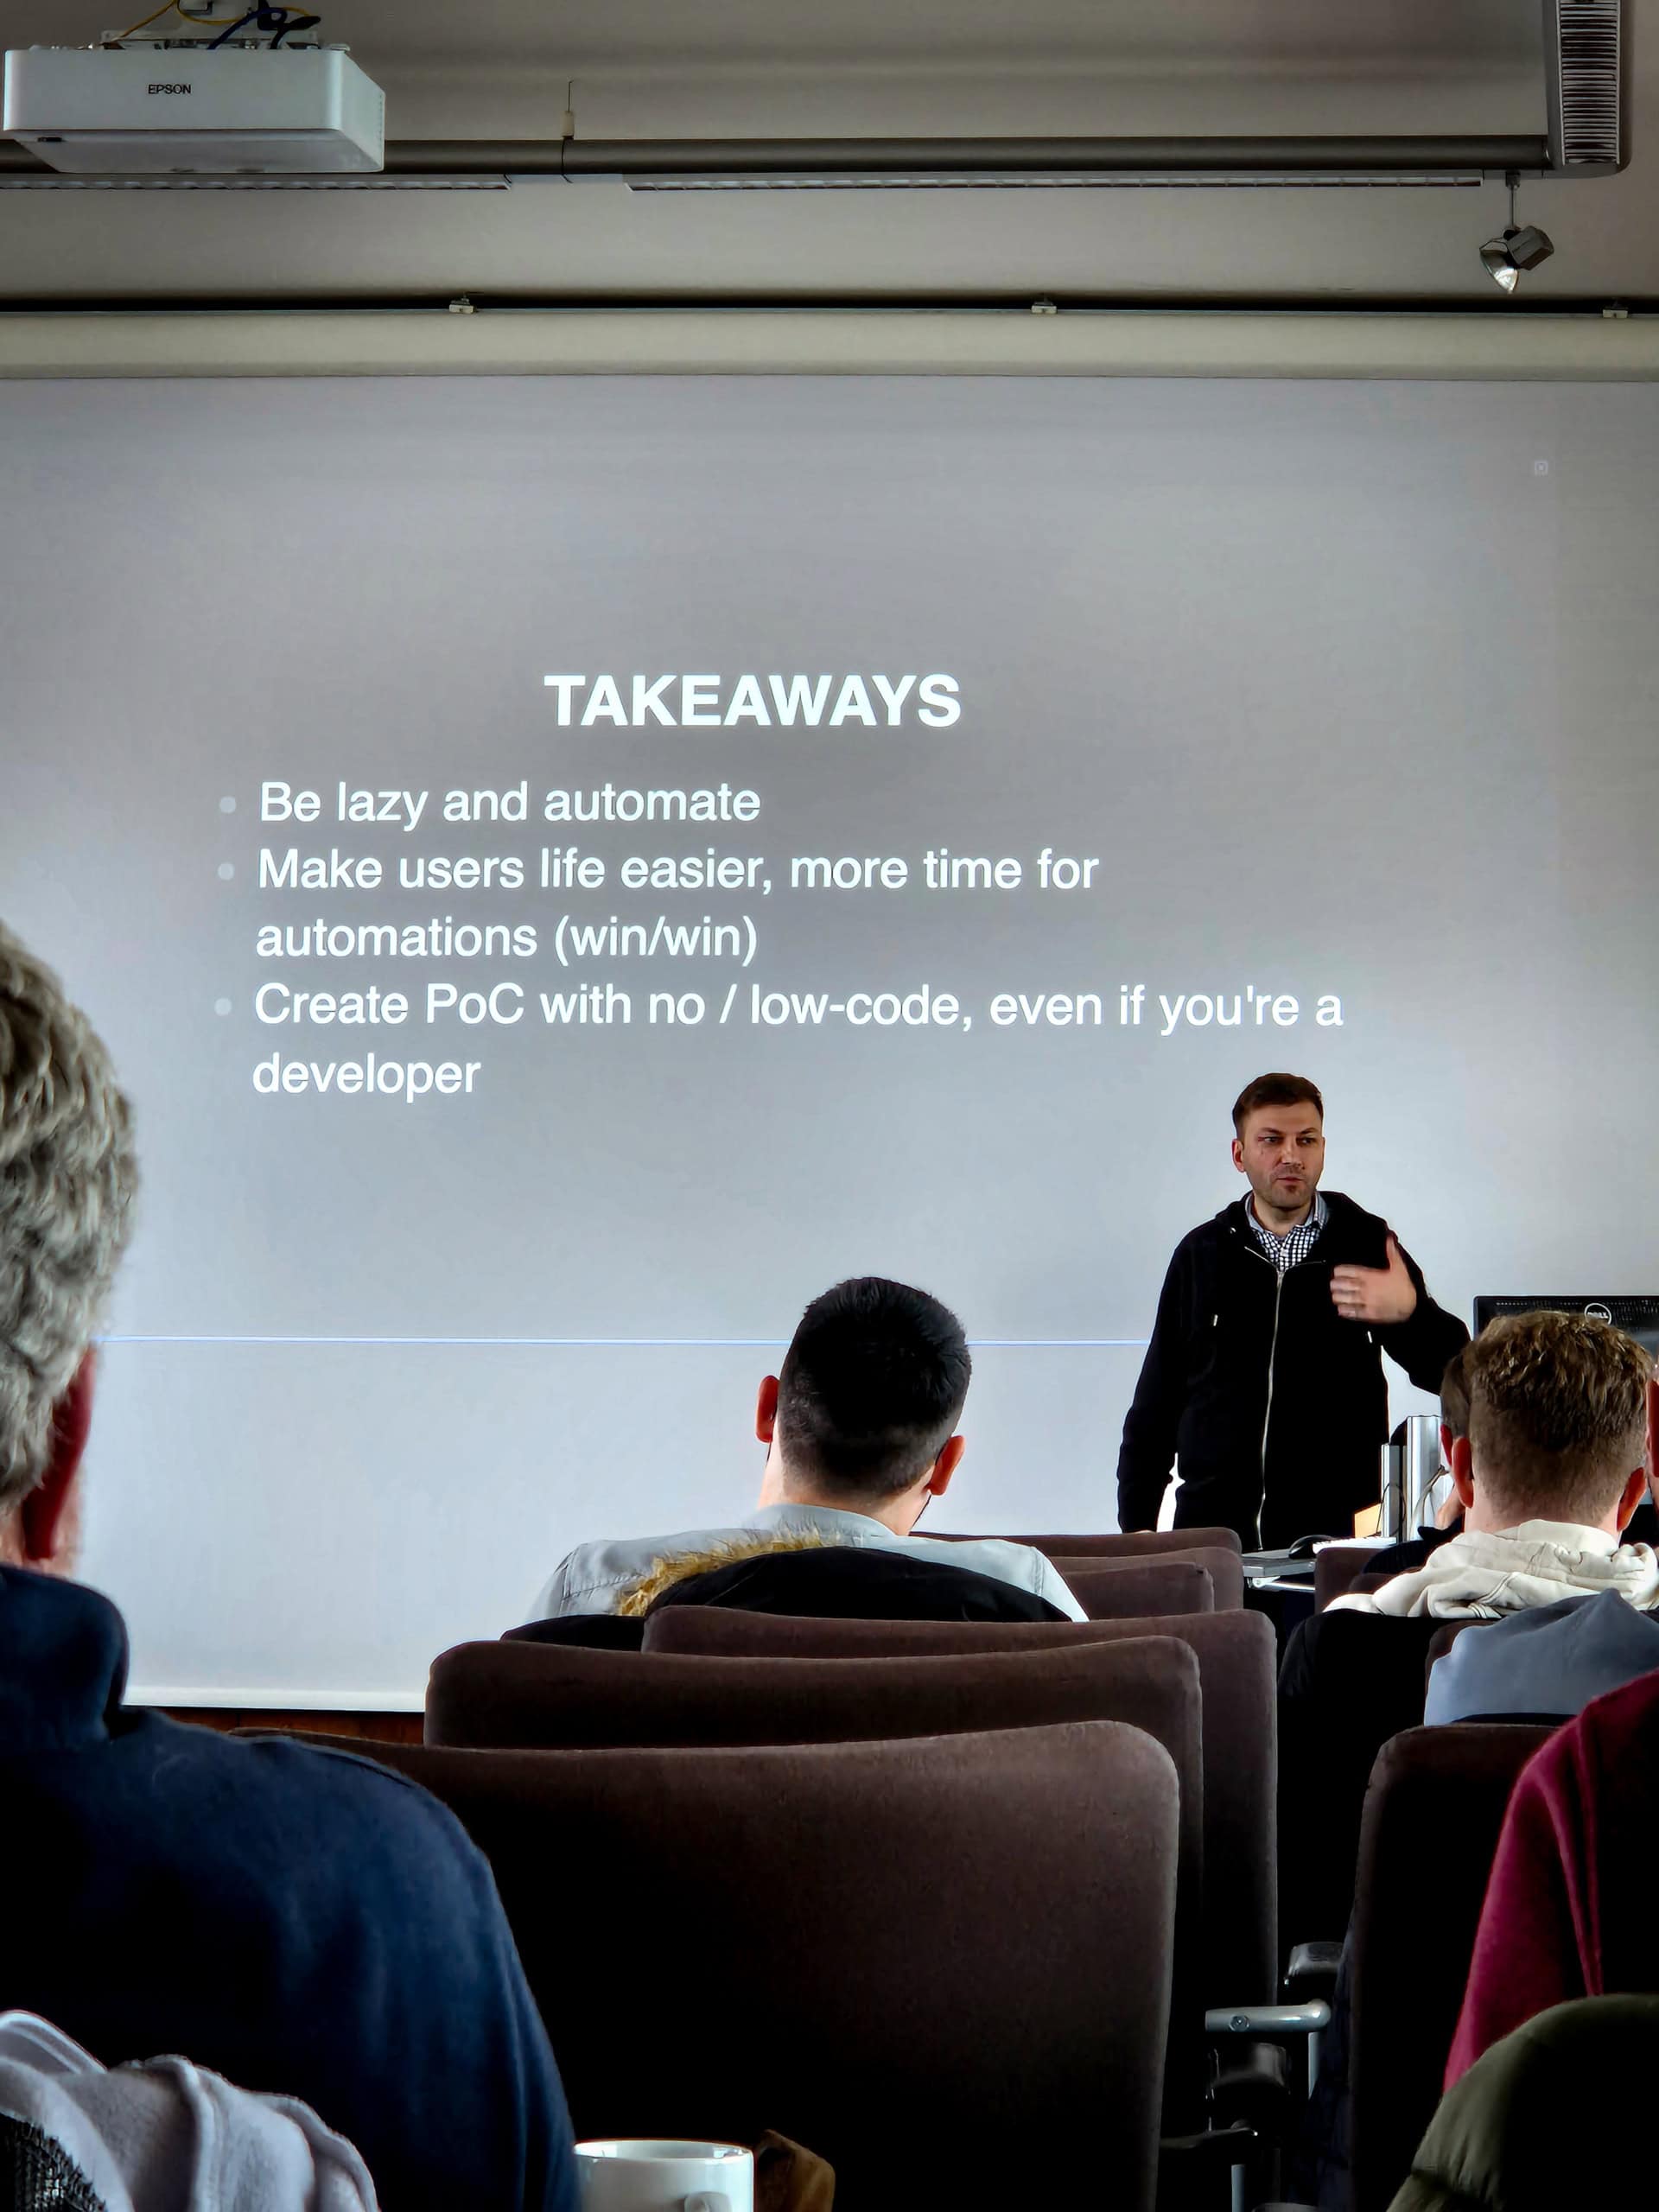 EPSON
TAKEAWAYS
Be lazy and automate
Make users life easier, more time for
automations (win/win)
Create PoC with no / low-code, even if you're a
developer
DELL